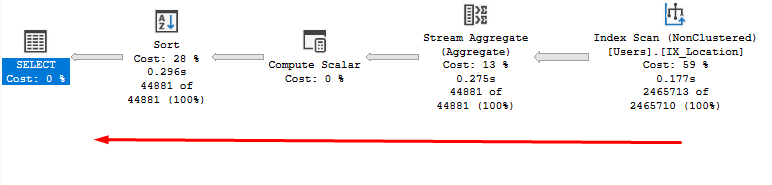 SELECT
Cost: 0 %
Sort
Cost: 28 %
0.296s
44881 of
44881 (100%)
Compute Scalar
Cost: 0 %
Stream Aggregate
(Aggregate)
Cost: 13 %
0.275s
44881 of
44881 (100%)
Index Scan (NonClustered)
[Users].[IX_Location]
Cost: 59 %
0.177s
2465713 of
2465710 (100%)